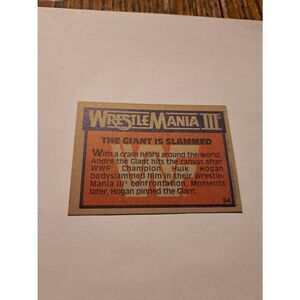 WRESTLEMANIA III
THE GIANT IS SLAMMED
With a crash heard around the world,
Andre the Giant hits the canvas after
WWF Champion Hulk Hogan
bodyslammed him in their Wrestle-
Mania III confrontation. Moments
later, Hogan pinned the Giant.
54